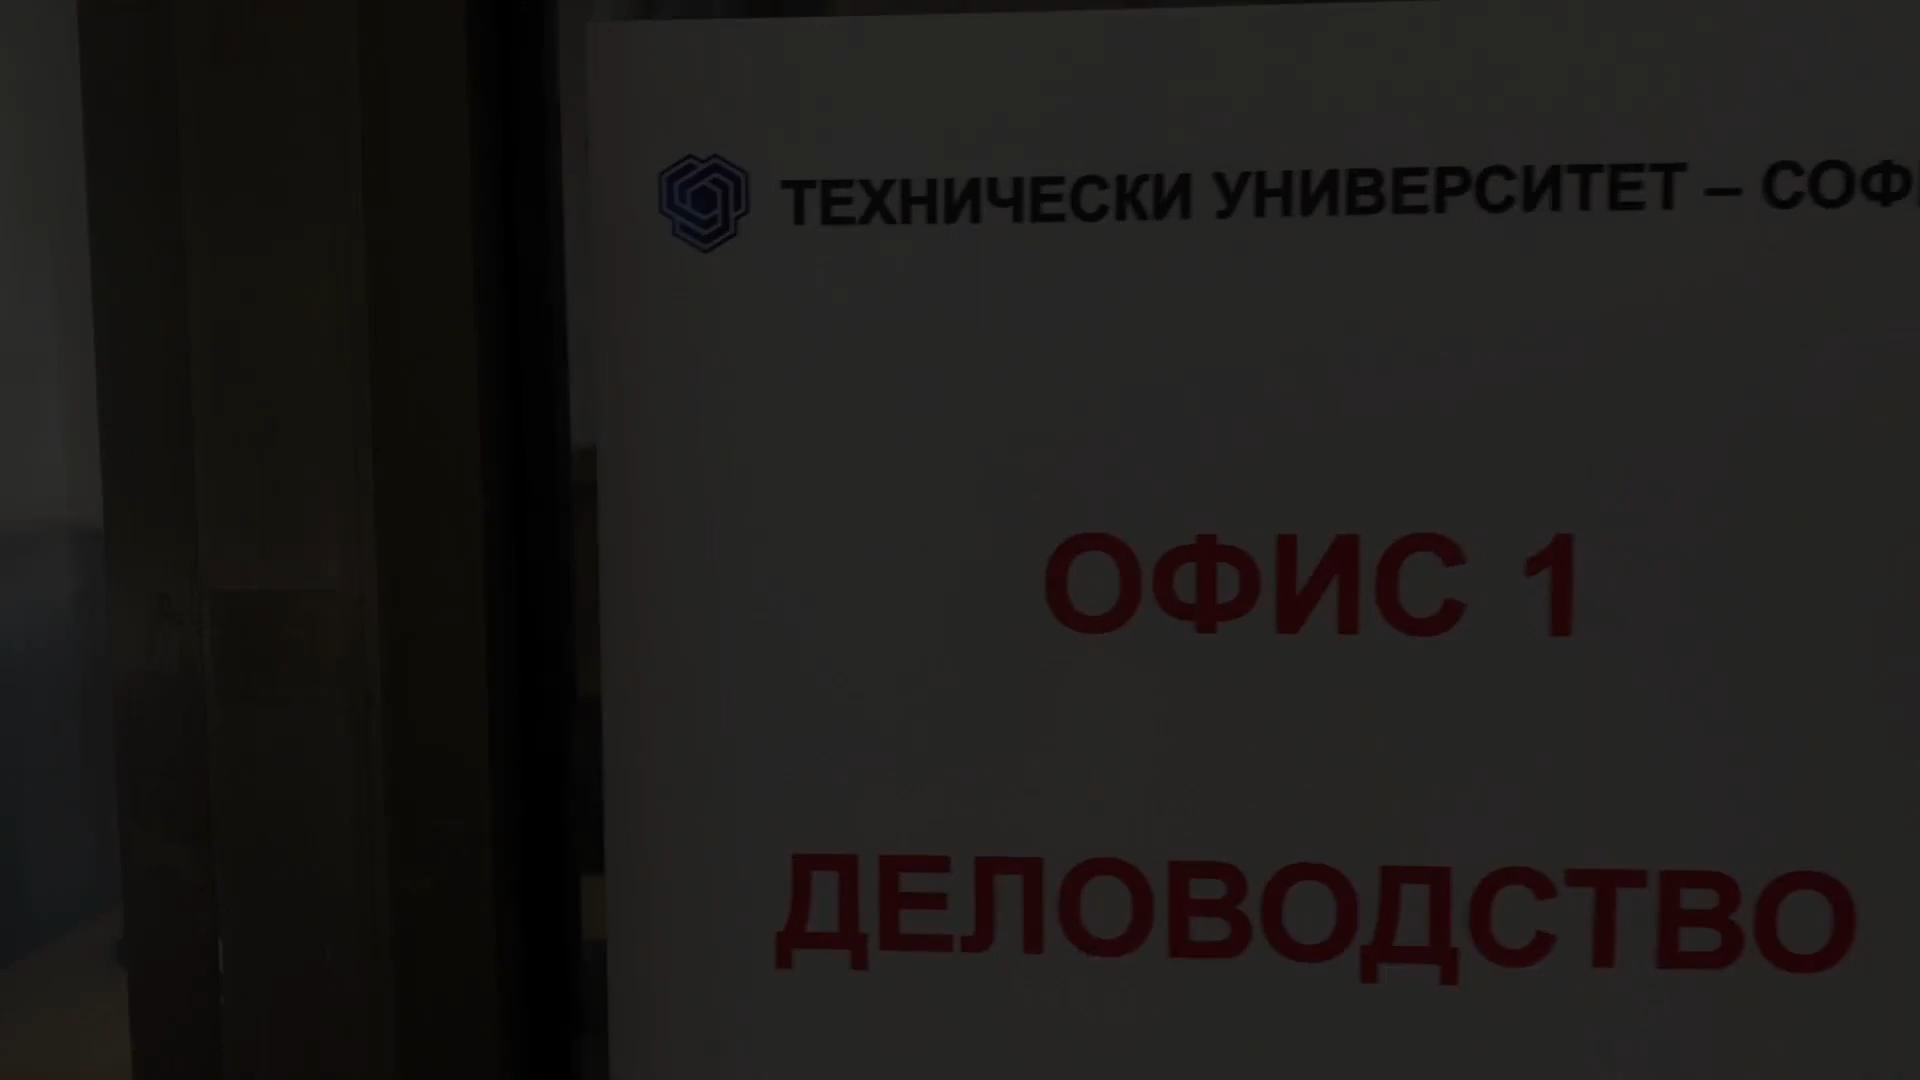 ТЕХНИЧЕСКИ УНИВЕРСИТЕТ –
ОФИС 1
ДЕЛОВОДСТВО